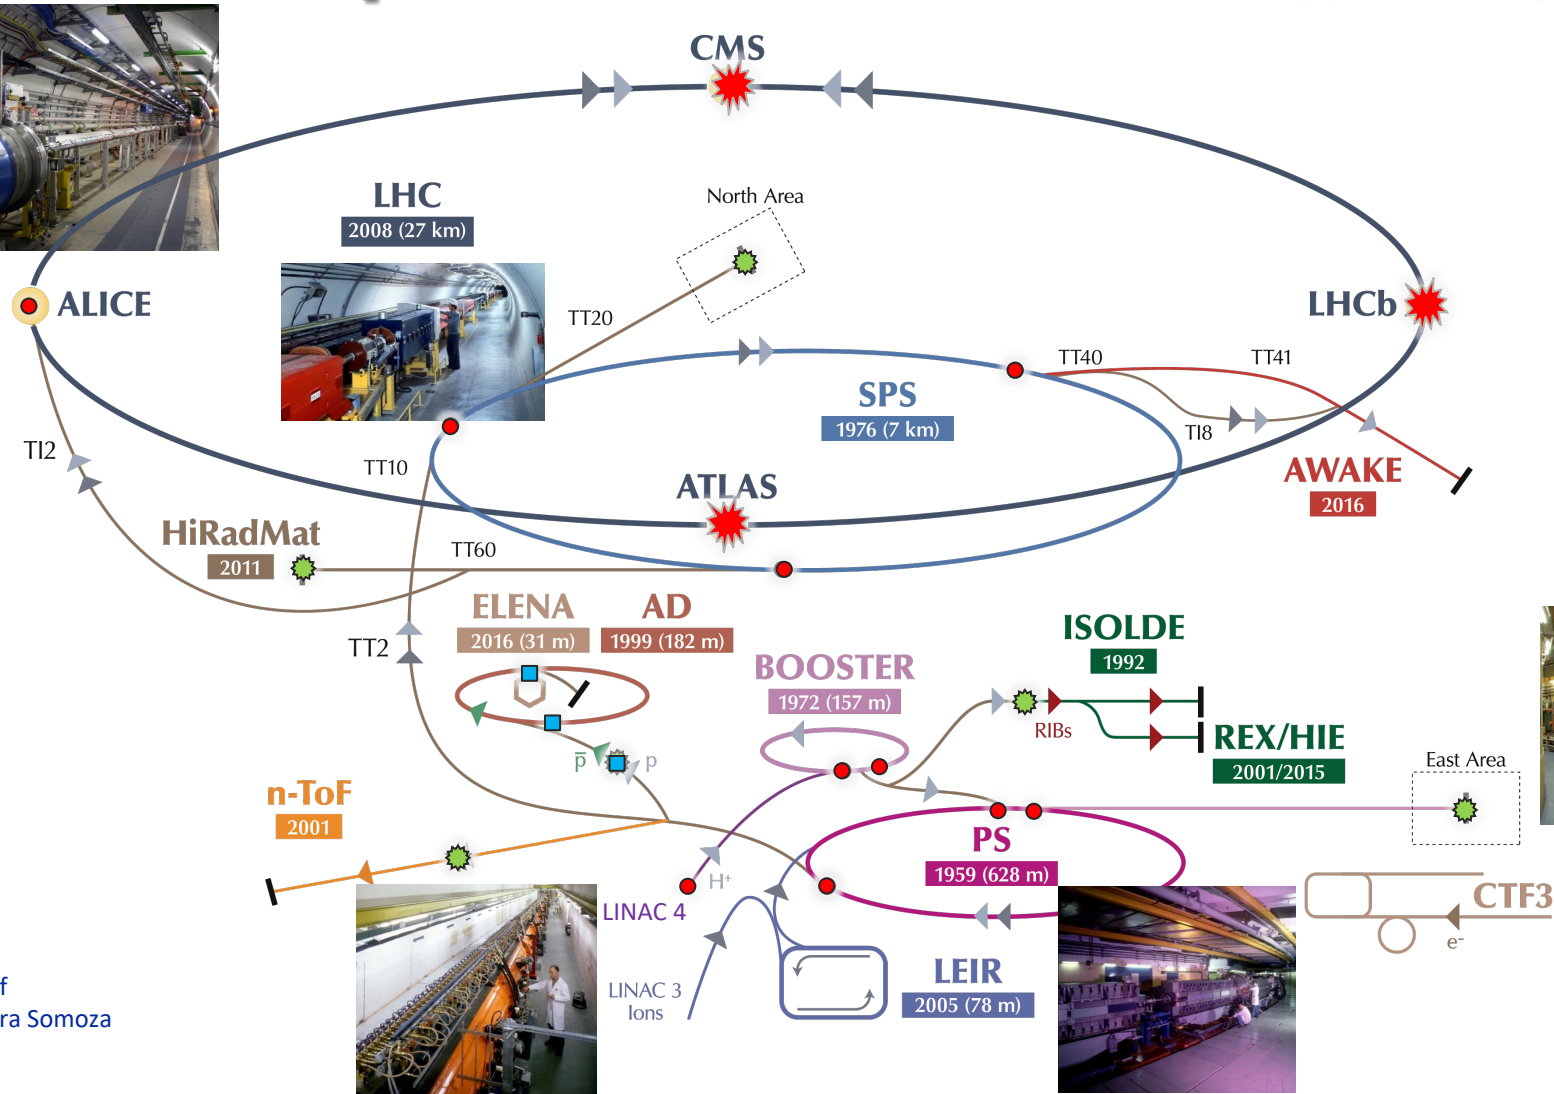 CMS
LHC
2008 (27 km)
North Area
ALICE
LHCb
TT20
TT40
TT41
SPS
1976 (7 km)
TI8
TI2
TT10
AWAKE
2016
ATLAS
HiRadMat
2011
TT60
ELENA
2016 (31 m)
AD
1999 (182 m)
ISOLDE
1992
TT2
BOOSTER
1972 (157 m)
RIBs
REX/HIE
2001/2015
p̅
p
East Area
n-ToF
2001
PS
1959 (628 m)
H⁺
LINAC 4
CTF3
e⁻
LEIR
2005 (78 m)
LINAC 3
Ions
f
ra Somoza